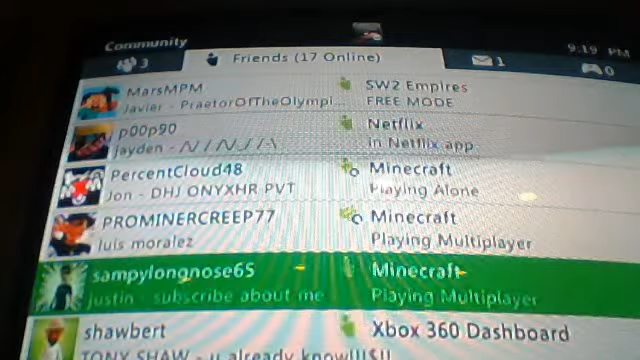 Community
9:19 PM
3
Friends (17 Online)
1
0
MarsMPM
SW2 Empires
Javier - PraetorOfTheOlympi...
FREE MODE
p00p90
Netflix
Jayden -
In Netflix app
PercentCloud48
Minecraft
Jon - DHJ ONYXHR PVT
Playing Alone
PROMINERCREEP77
Minecraft
luis moralez
Playing Multiplayer
sampylongnose65
Minecraft
justin - subscribe about me
Playing Multiplayer
shawbert
Xbox 360 Dashboard
TONY SHAW - u already know!!!$!!